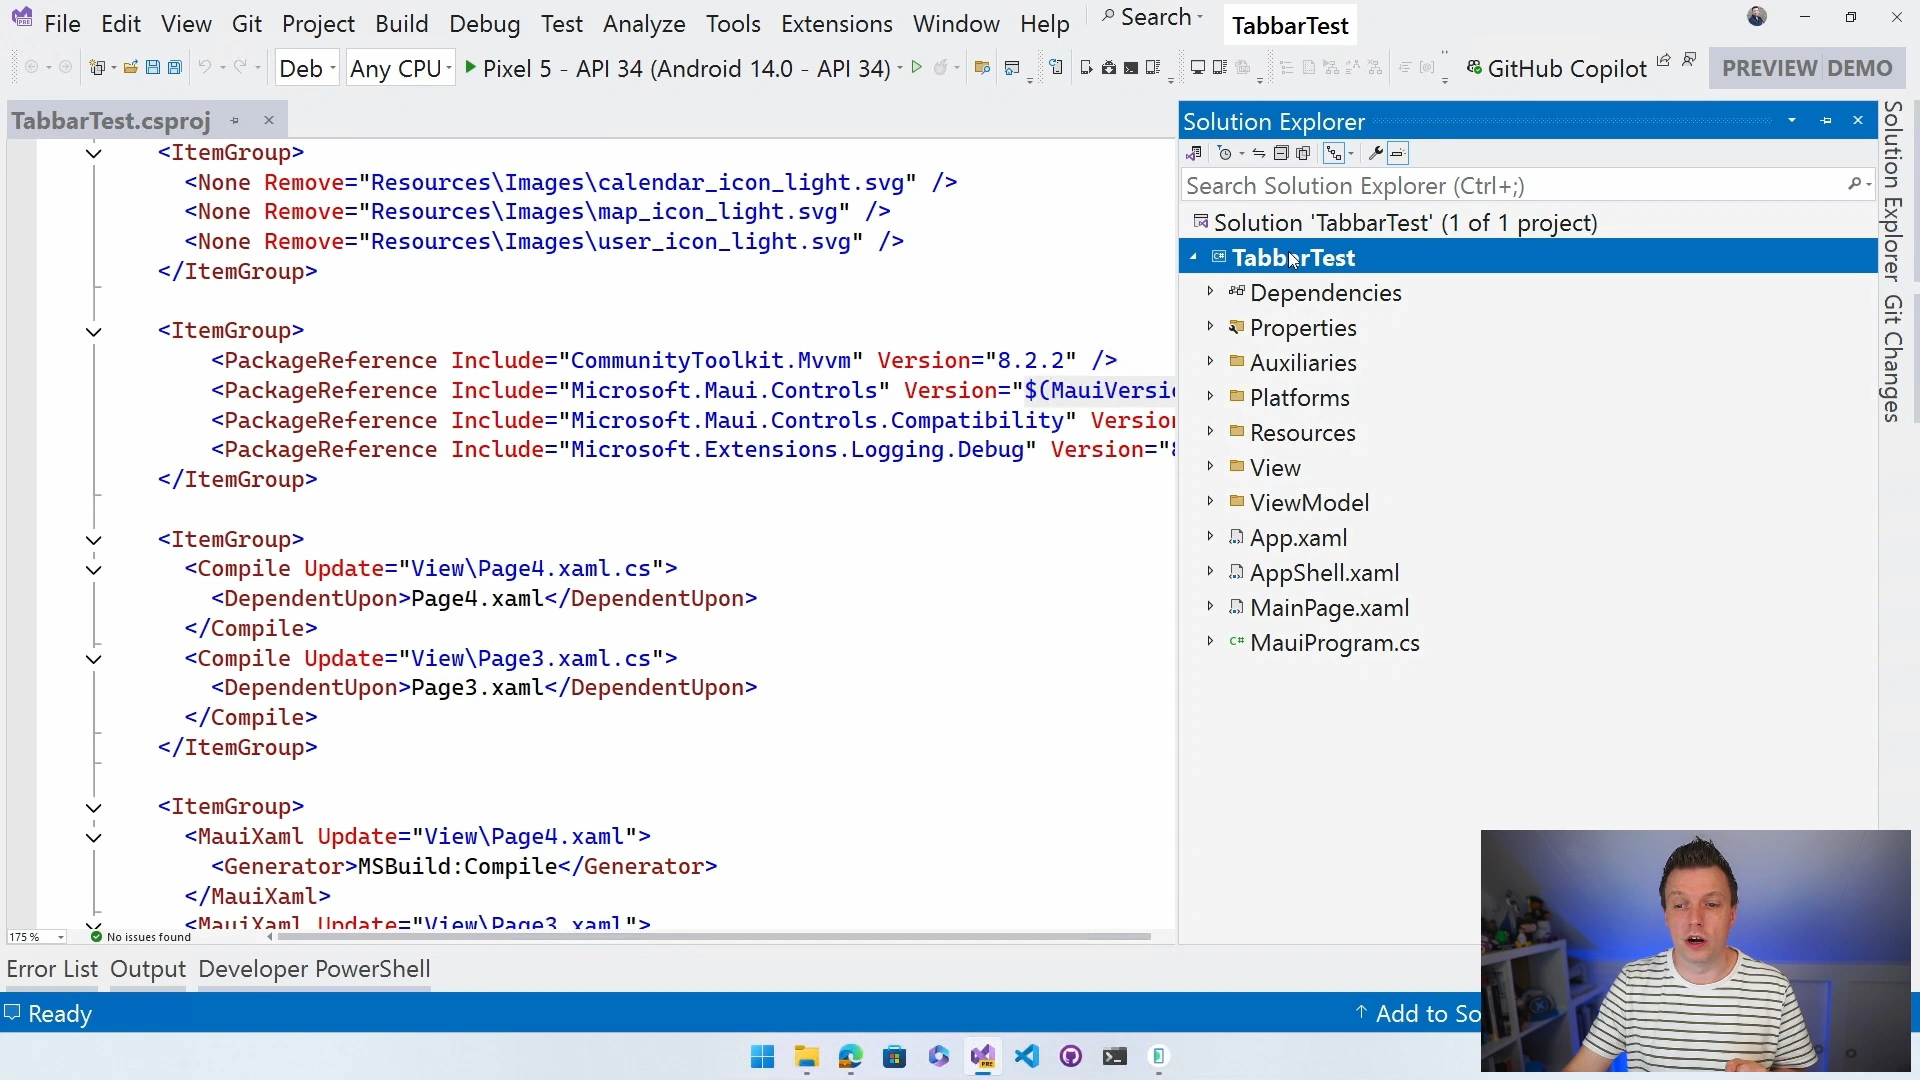 File Edit View Git Project Build Debug Test Analyze Tools Extensions Window Help Search TabbarTest
Deb Any CPU Pixel 5 - API 34 (Android 14.0 - API 34) GitHub Copilot PREVIEW DEMO
TabbarTest.csproj
<ItemGroup>
<None Remove="Resources\Images\calendar_icon_light.svg" />
<None Remove="Resources\Images\map_icon_light.svg" />
<None Remove="Resources\Images\user_icon_light.svg" />
</ItemGroup>
<ItemGroup>
<PackageReference Include="CommunityToolkit.Mvvm" Version="8.2.2" />
<PackageReference Include="Microsoft.Maui.Controls" Version="$(MauiVersi
<PackageReference Include="Microsoft.Maui.Controls.Compatibility" Version
<PackageReference Include="Microsoft.Extensions.Logging.Debug" Version="
</ItemGroup>
<ItemGroup>
<Compile Update="View\Page4.xaml.cs">
<DependentUpon>Page4.xaml</DependentUpon>
</Compile>
<Compile Update="View\Page3.xaml.cs">
<DependentUpon>Page3.xaml</DependentUpon>
</Compile>
</ItemGroup>
<ItemGroup>
<MauiXaml Update="View\Page4.xaml">
<Generator>MSBuild:Compile</Generator>
</MauiXaml>
<MauiXaml Update="View\Page3.xaml">
175 % No issues found
Solution Explorer
Search Solution Explorer (Ctrl+;)
Solution 'TabbarTest' (1 of 1 project)
TabbarTest
Dependencies
Properties
Auxiliaries
Platforms
Resources
View
ViewModel
App.xaml
AppShell.xaml
MainPage.xaml
C# MauiProgram.cs
Solution Explorer
Git Changes
Error List Output Developer PowerShell
Ready Add to So